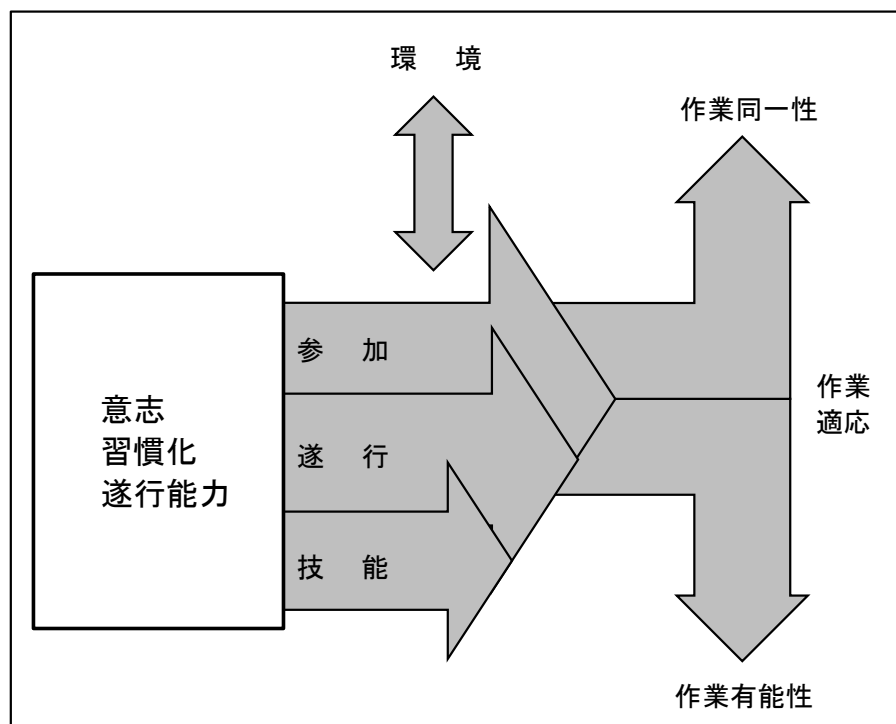 環　境
作業同一性
参　加
意志
習慣化
遂行能力
遂　行
技　能
作業
適応
作業有能性